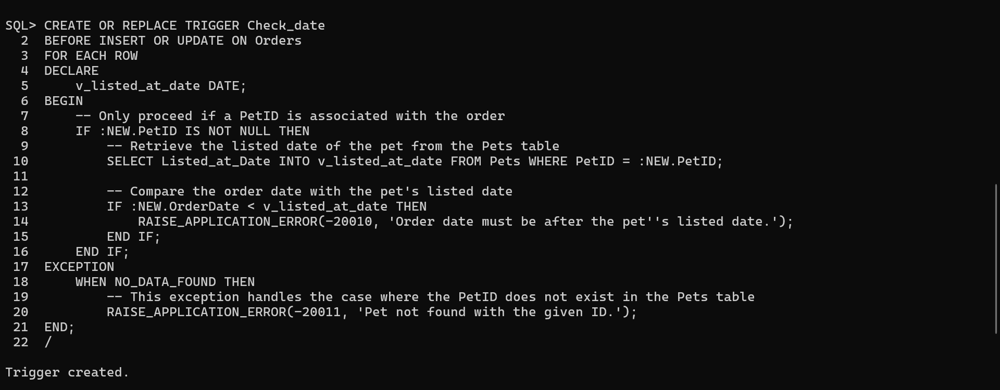 SQL> CREATE OR REPLACE TRIGGER Check_date
  2  BEFORE INSERT OR UPDATE ON Orders
  3  FOR EACH ROW
  4  DECLARE
  5      v_listed_at_date DATE;
  6  BEGIN
  7      -- Only proceed if a PetID is associated with the order
  8      IF :NEW.PetID IS NOT NULL THEN
  9          -- Retrieve the listed date of the pet from the Pets table
 10          SELECT Listed_at_Date INTO v_listed_at_date FROM Pets WHERE PetID = :NEW.PetID;
 11
 12          -- Compare the order date with the pet's listed date
 13          IF :NEW.OrderDate < v_listed_at_date THEN
 14              RAISE_APPLICATION_ERROR(-20010, 'Order date must be after the pet''s listed date.');
 15          END IF;
 16      END IF;
 17  EXCEPTION
 18      WHEN NO_DATA_FOUND THEN
 19          -- This exception handles the case where the PetID does not exist in the Pets table
 20          RAISE_APPLICATION_ERROR(-20011, 'Pet not found with the given ID.');
 21  END;
 22  /
Trigger created.